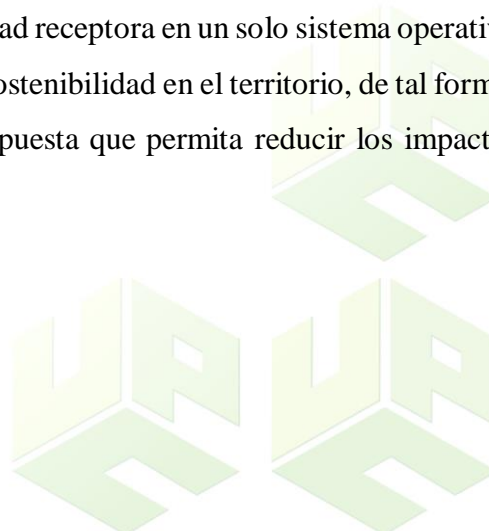 ad receptora en un solo sistema operativ
ostenibilidad en el territorio, de tal form
puesta que permita reducir los impact